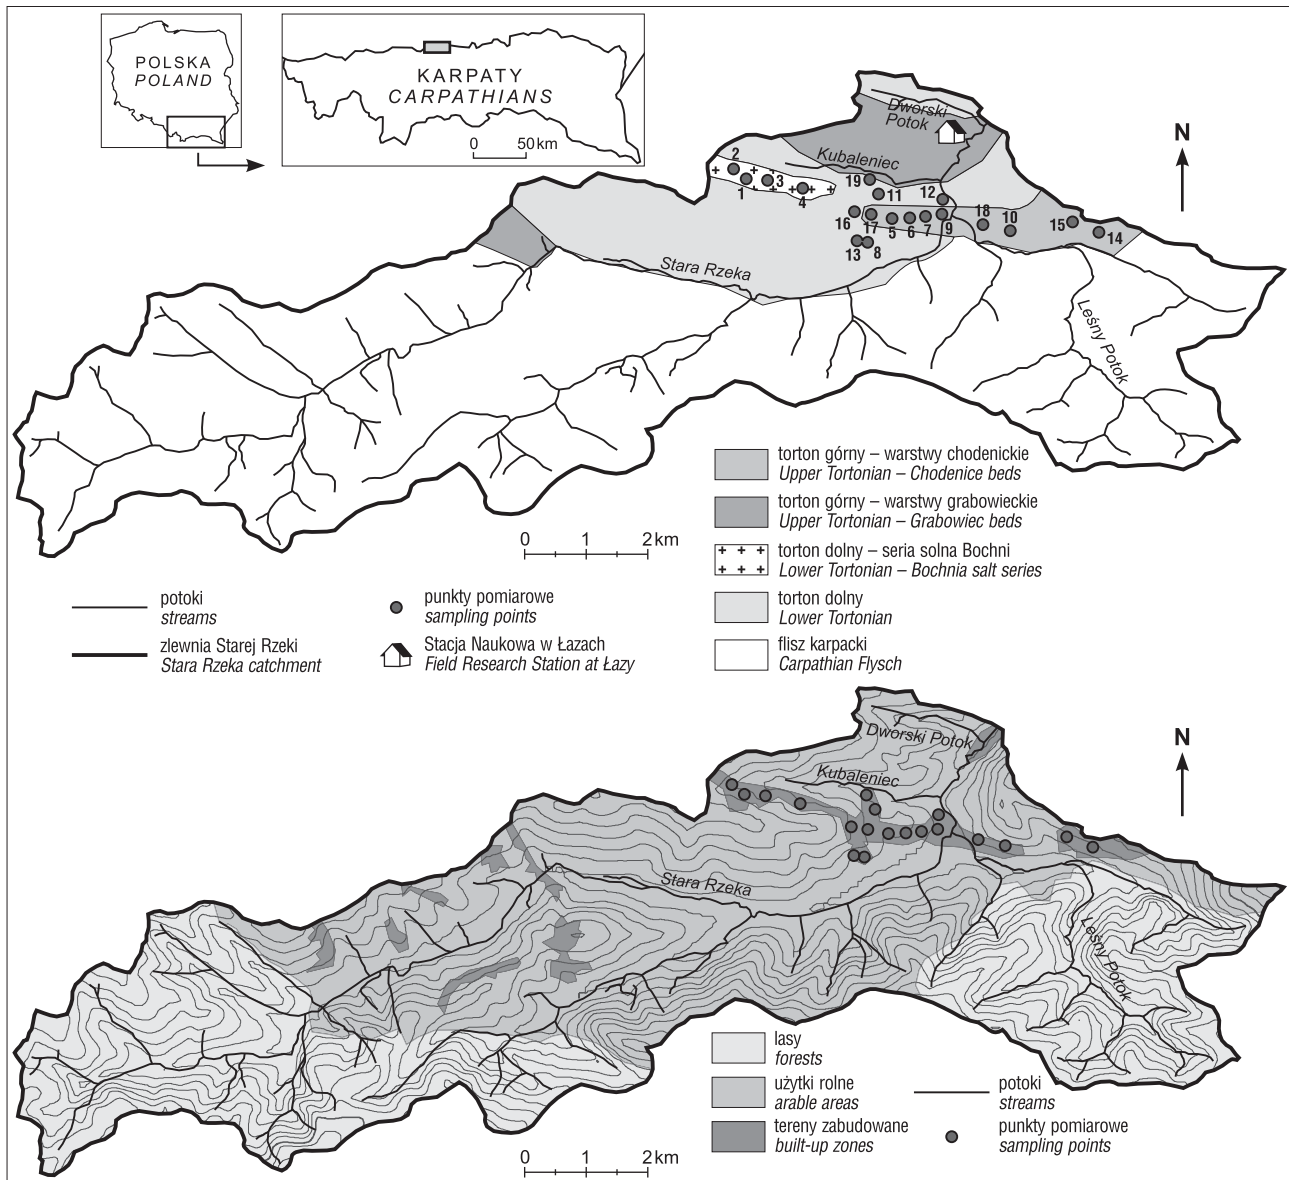 POLSKA
POLAND
KARPATY
CARPATHIANS
0 50 km
Dworski
Potok
N
Kubaleniec
2
1
3
4
19
11
12
16
17
5
6
7
9
18
10
15
14
13
8
Stara Rzeka
Leśny Potok
0 1 2 km
potoki
streams
zlewnia Starej Rzeki
Stara Rzeka catchment
punkty pomiarowe
sampling points
Stacja Naukowa w Łazach
Field Research Station at Łazy
torton górny – warstwy chodenickie
Upper Tortonian – Chodenice beds
torton górny – warstwy grabowieckie
Upper Tortonian – Grabowiec beds
torton dolny – seria solna Bochni
Lower Tortonian – Bochnia salt series
torton dolny
Lower Tortonian
flisz karpacki
Carpathian Flysch
Dworski Potok
N
Kubaleniec
Stara Rzeka
Leśny Potok
0 1 2 km
lasy
forests
użytki rolne
arable areas
tereny zabudowane
built-up zones
potoki
streams
punkty pomiarowe
sampling points